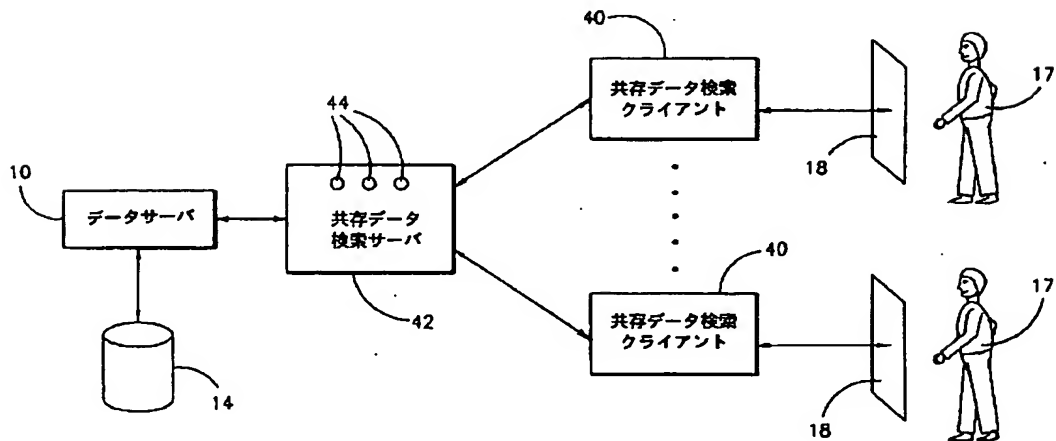 40
共存データ検索
クライアント
17
18
44
10
データサーバ
共存データ
検索サーバ
42
14
40
共存データ検索
クライアント
17
18